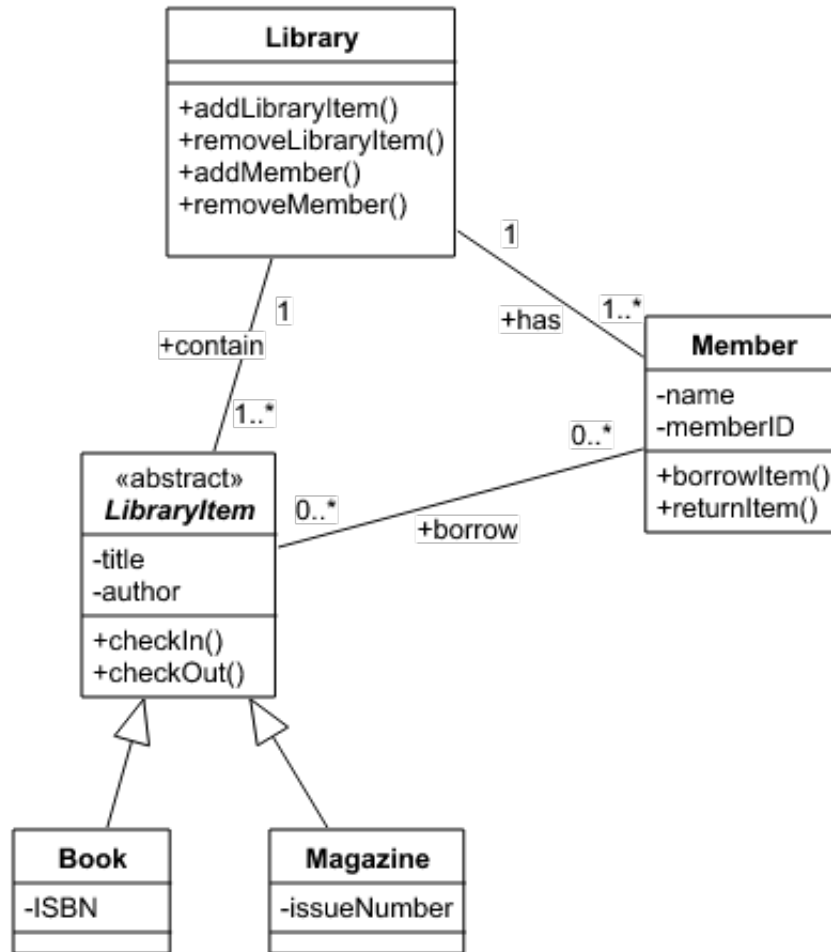 Library
+addLibraryItem()
+removeLibraryItem()
+addMember()
+removeMember()
1
1
+contain
1..*
+has
1..*
Member
-name
-memberID
+borrowItem()
+returnItem()
0..*
0..*
+borrow
«abstract»
LibraryItem
-title
-author
+checkIn()
+checkOut()
Book
-ISBN
Magazine
-issueNumber